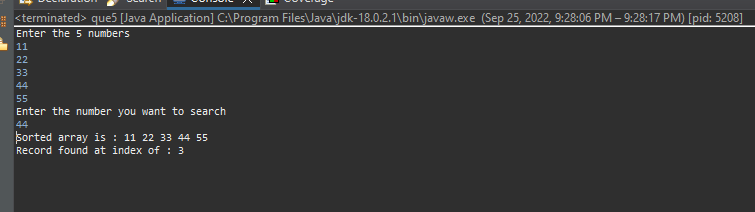 Declaration Search Console Coverage
<terminated> que5 [Java Application] C:\Program Files\Java\jdk-18.0.2.1\bin\javaw.exe (Sep 25, 2022, 9:28:06 PM – 9:28:17 PM) [pid: 5208]
Enter the 5 numbers
11
22
33
44
55
Enter the number you want to search
44
Sorted array is : 11 22 33 44 55
Record found at index of : 3